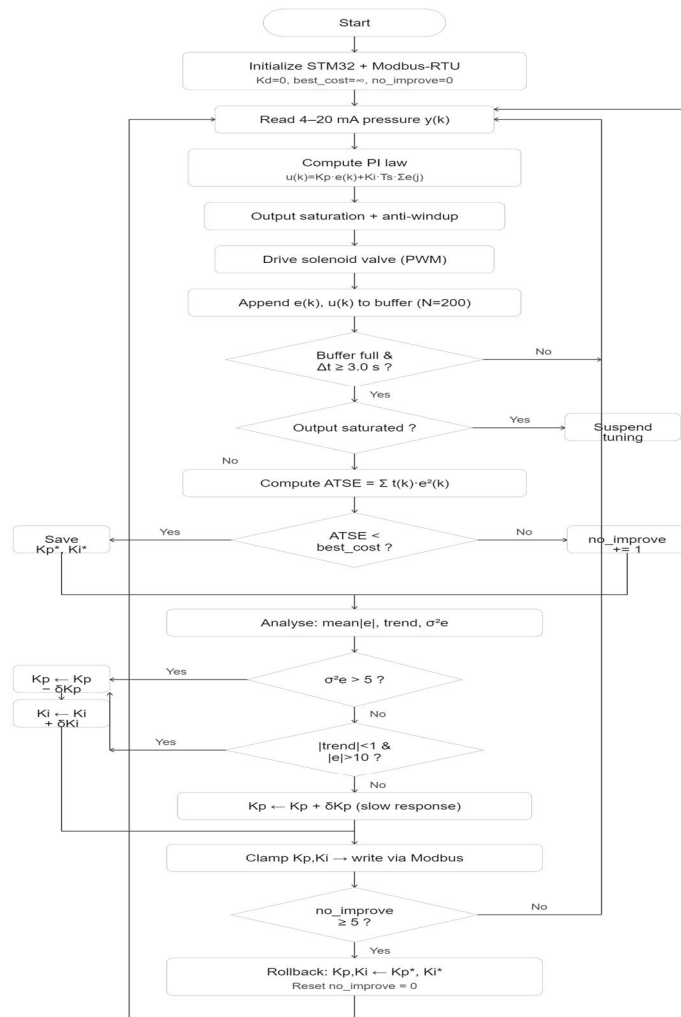 Start
Initialize STM32 + Modbus-RTU
Kd=0, best_cost=∞, no_improve=0
Read 4–20 mA pressure y(k)
Compute PI law
u(k)=Kp·e(k)+Ki·Ts·Σe(j)
Output saturation + anti-windup
Drive solenoid valve (PWM)
Append e(k), u(k) to buffer (N=200)
Buffer full &
Δt ≥ 3.0 s ?
No
Yes
Output saturated ?
Yes
Suspend
tuning
No
Compute ATSE = Σ t(k)·e²(k)
ATSE <
best_cost ?
Yes
Save
Kp*, Ki*
No
no_improve
+= 1
Analyse: mean|e|, trend, σ²e
σ²e > 5 ?
Yes
Kp ← Kp
− δKp
Ki ← Ki
+ δKi
No
|trend|<1 &
|e|>10 ?
Yes
No
Kp ← Kp + δKp (slow response)
Clamp Kp,Ki → write via Modbus
no_improve
≥ 5 ?
No
Yes
Rollback: Kp,Ki ← Kp*, Ki*
Reset no_improve = 0